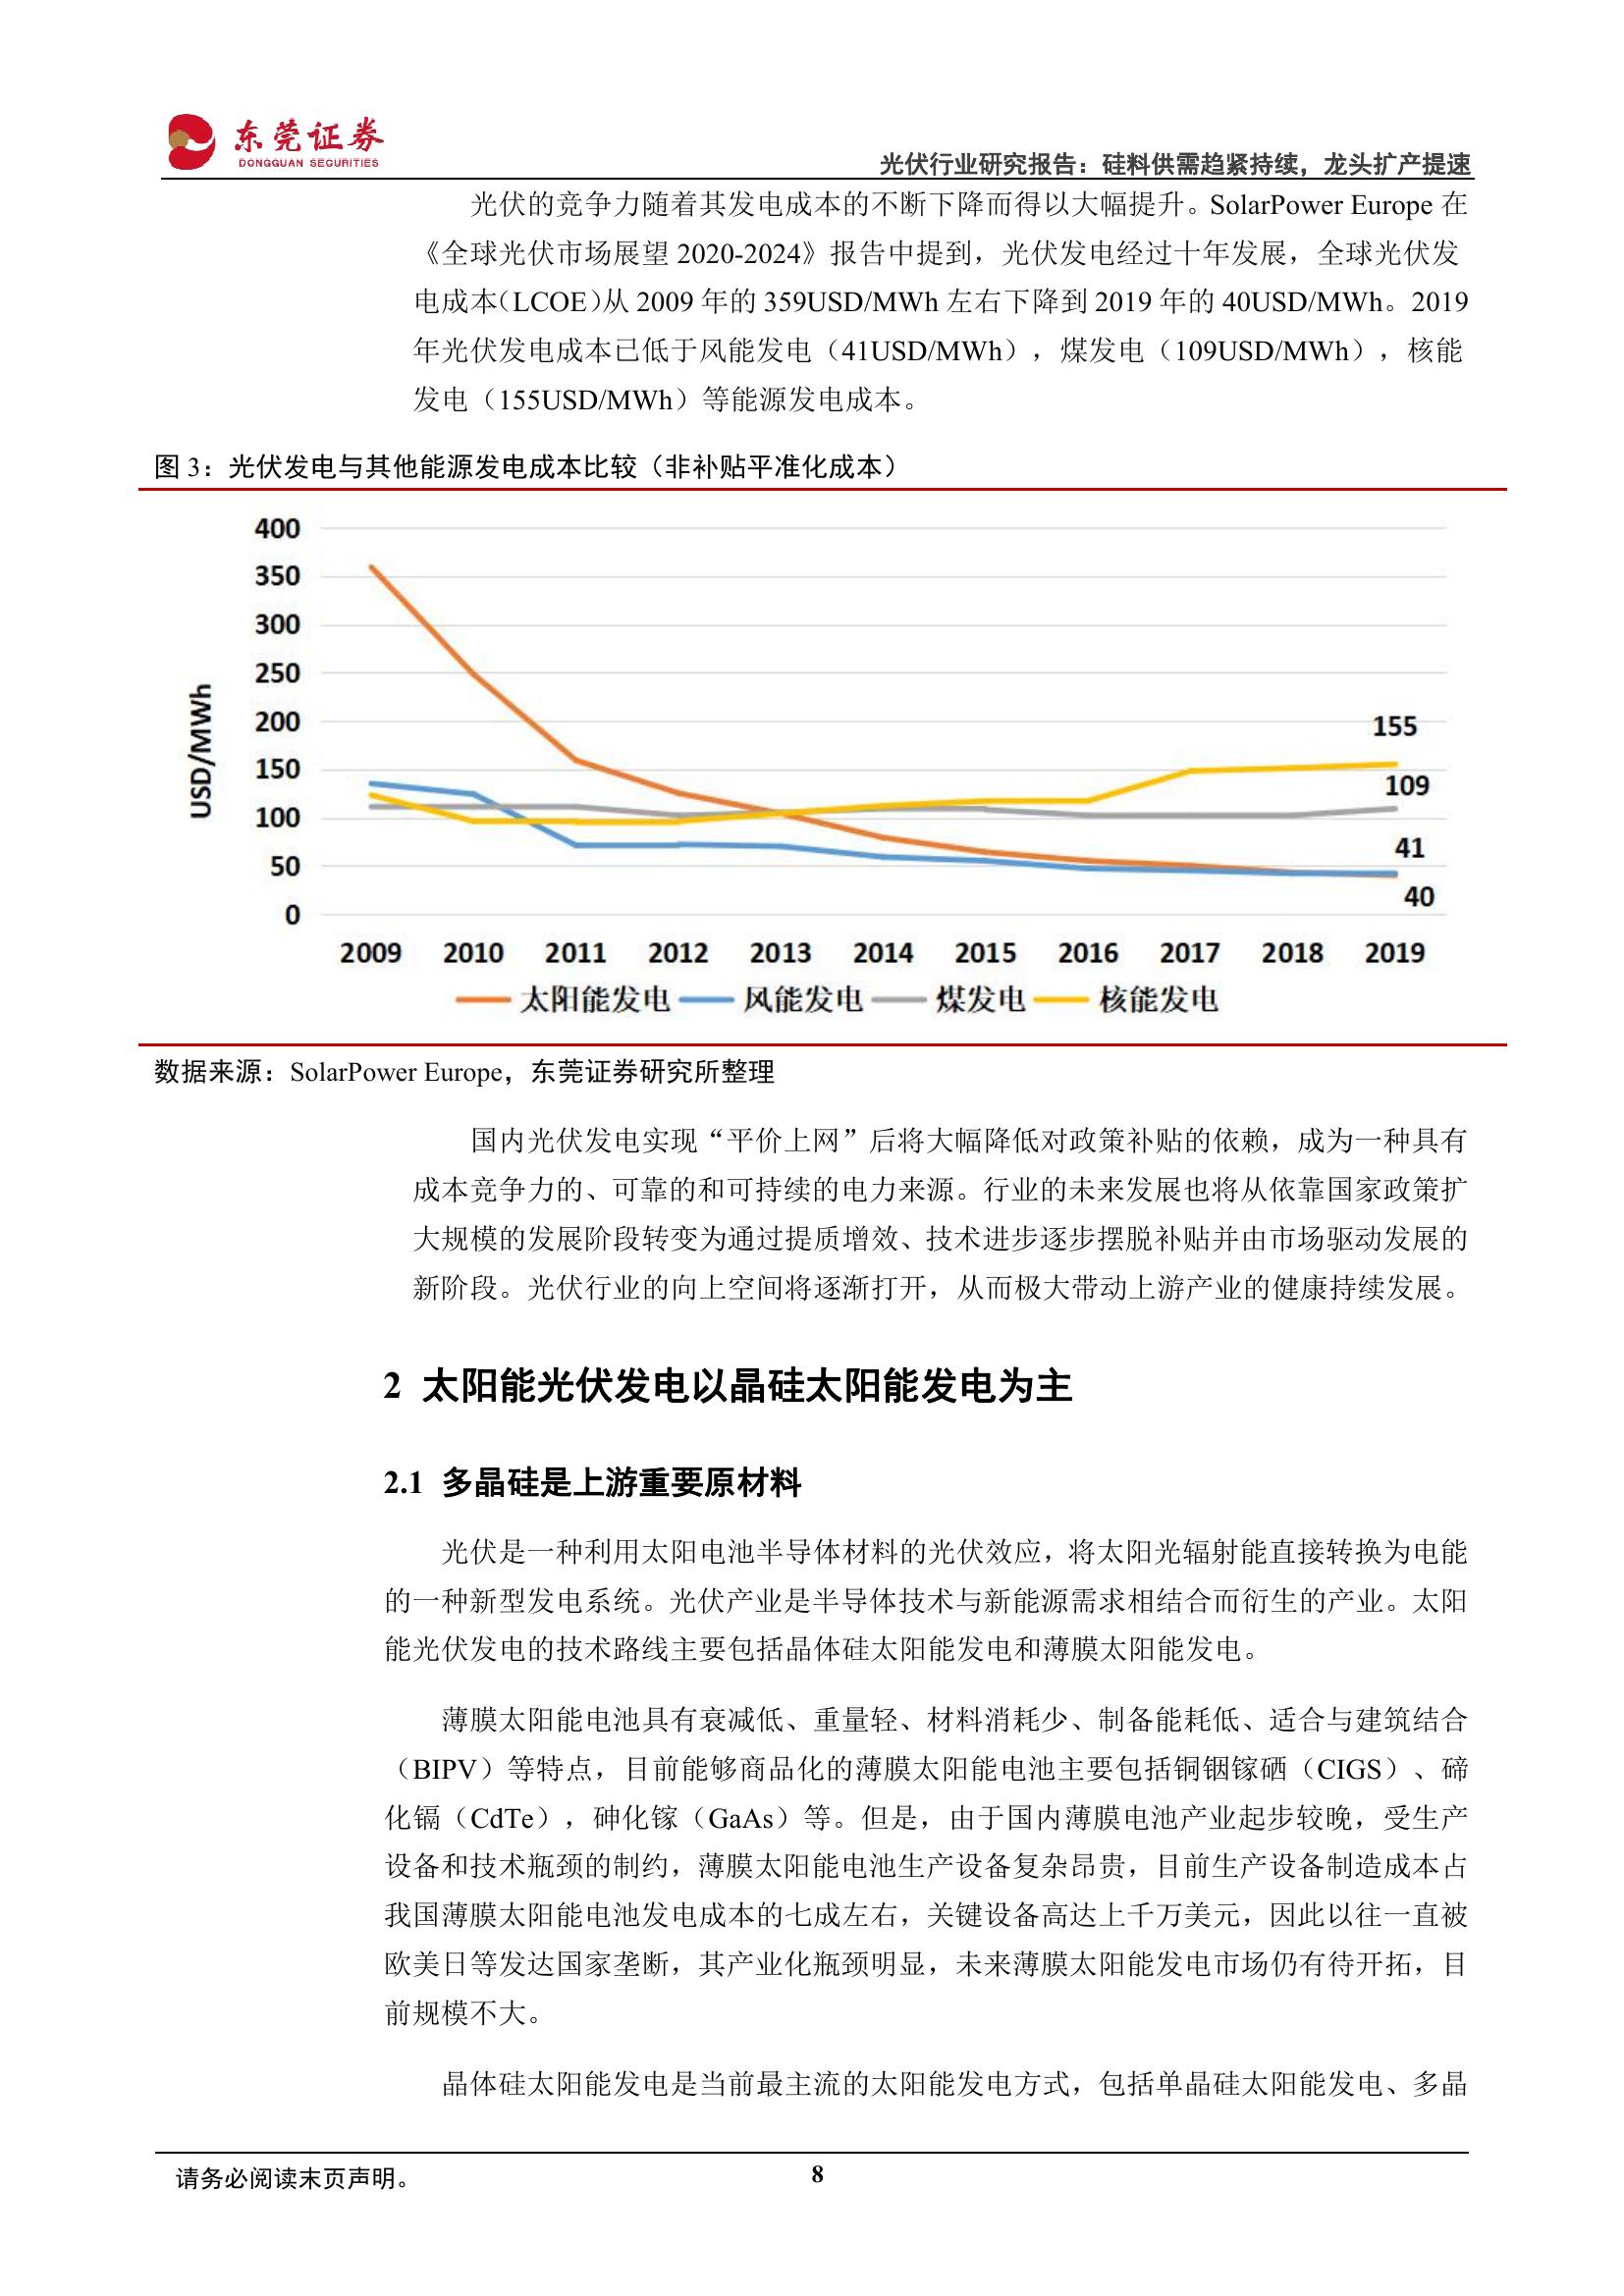 东莞证券
DONGGUAN SECURITIES
光伏行业研究报告：硅料供需趋紧持续，龙头扩产提速
光伏的竞争力随着其发电成本的不断下降而得以大幅提升。SolarPower Europe 在
《全球光伏市场展望 2020-2024》报告中提到，光伏发电经过十年发展，全球光伏发
电成本（LCOE）从 2009 年的 359USD/MWh 左右下降到 2019 年的 40USD/MWh。2019
年光伏发电成本已低于风能发电（41USD/MWh），煤发电（109USD/MWh），核能
发电（155USD/MWh）等能源发电成本。
图 3：光伏发电与其他能源发电成本比较（非补贴平准化成本）
USD/MWh
400
350
300
250
200
150
100
50
0
155
109
41
40
2009 2010 2011 2012 2013 2014 2015 2016 2017 2018 2019
太阳能发电 风能发电 煤发电 核能发电
数据来源：SolarPower Europe，东莞证券研究所整理
国内光伏发电实现“平价上网”后将大幅降低对政策补贴的依赖，成为一种具有
成本竞争力的、可靠的和可持续的电力来源。行业的未来发展也将从依靠国家政策扩
大规模的发展阶段转变为通过提质增效、技术进步逐步摆脱补贴并由市场驱动发展的
新阶段。光伏行业的向上空间将逐渐打开，从而极大带动上游产业的健康持续发展。
2 太阳能光伏发电以晶硅太阳能发电为主
2.1 多晶硅是上游重要原材料
光伏是一种利用太阳电池半导体材料的光伏效应，将太阳光辐射能直接转换为电能
的一种新型发电系统。光伏产业是半导体技术与新能源需求相结合而衍生的产业。太阳
能光伏发电的技术路线主要包括晶体硅太阳能发电和薄膜太阳能发电。
薄膜太阳能电池具有衰减低、重量轻、材料消耗少、制备能耗低、适合与建筑结合
（BIPV）等特点，目前能够商品化的薄膜太阳能电池主要包括铜铟镓硒（CIGS）、碲
化镉（CdTe），砷化镓（GaAs）等。但是，由于国内薄膜电池产业起步较晚，受生产
设备和技术瓶颈的制约，薄膜太阳能电池生产设备复杂昂贵，目前生产设备制造成本占
我国薄膜太阳能电池发电成本的七成左右，关键设备高达上千万美元，因此以往一直被
欧美日等发达国家垄断，其产业化瓶颈明显，未来薄膜太阳能发电市场仍有待开拓，目
前规模不大。
晶体硅太阳能发电是当前最主流的太阳能发电方式，包括单晶硅太阳能发电、多晶
请务必阅读末页声明。
8